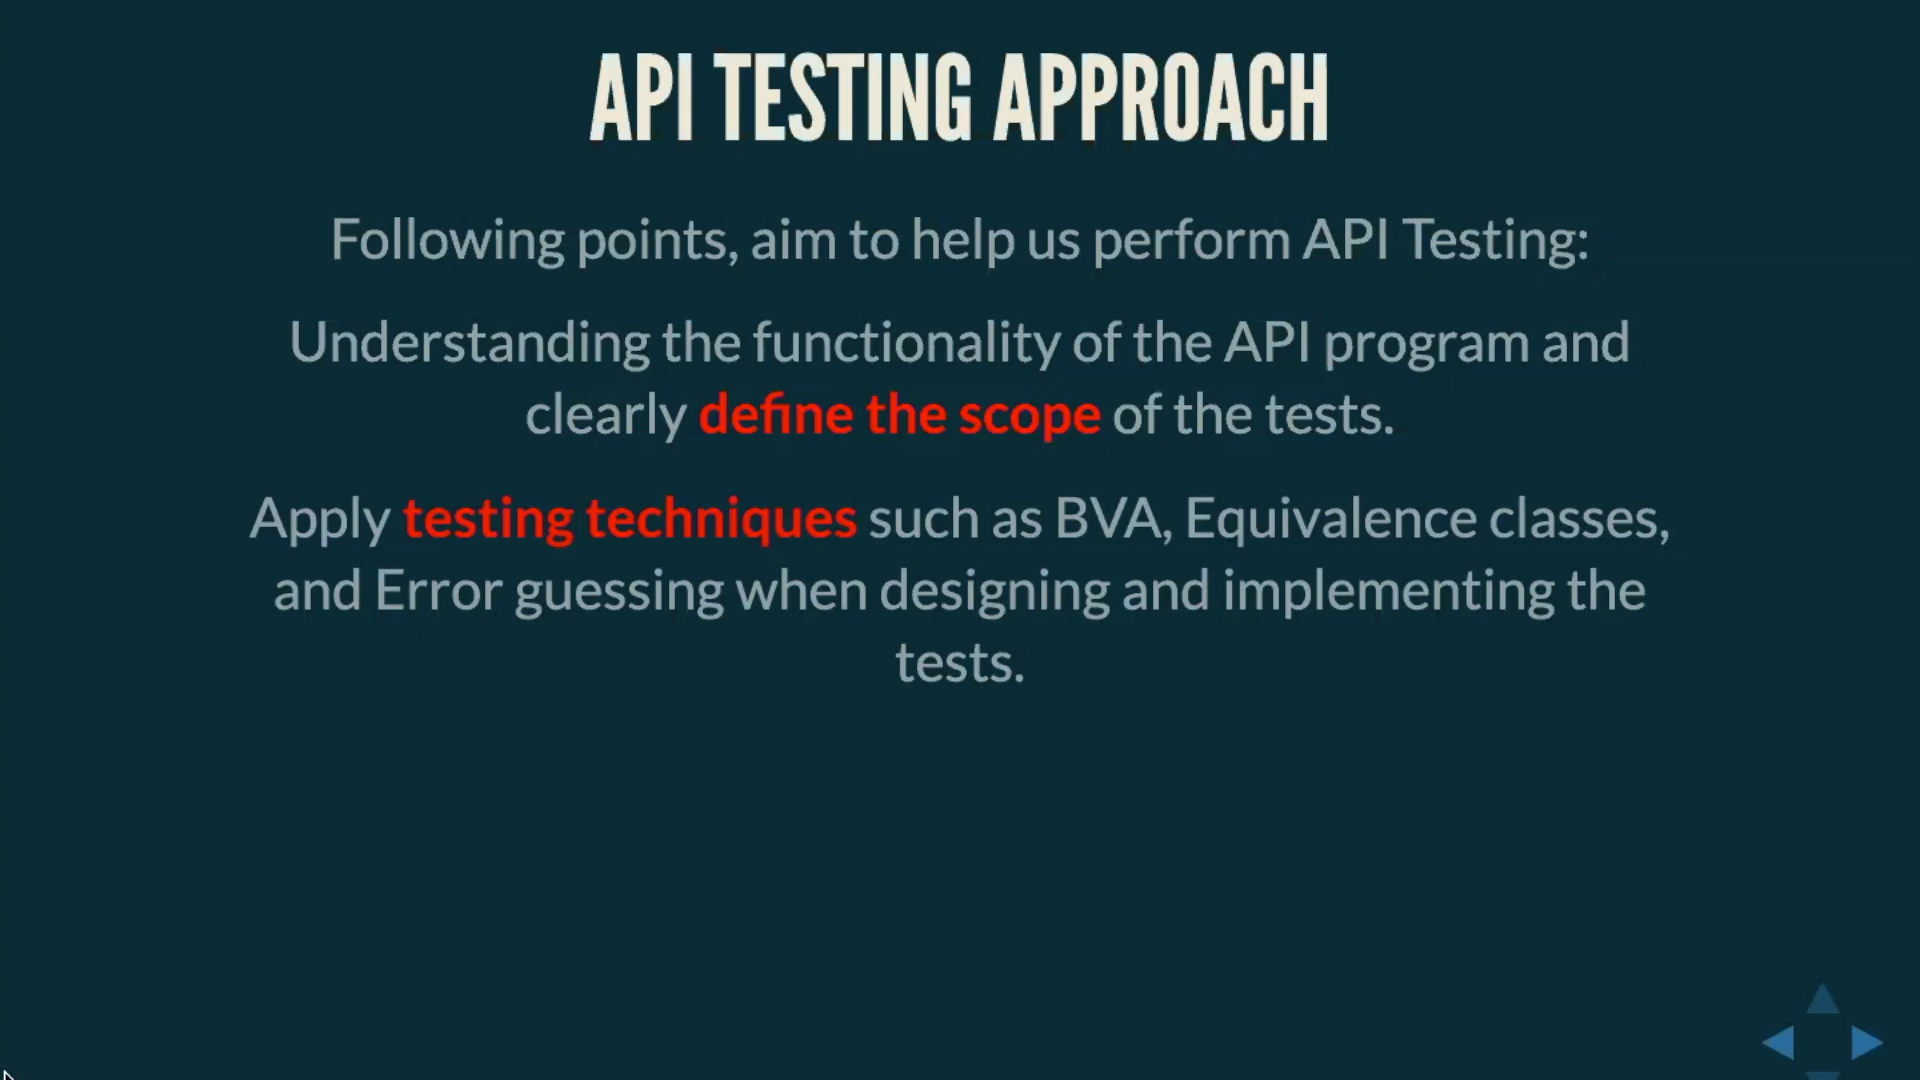 API TESTING APPROACH
Following points, aim to help us perform API Testing:
Understanding the functionality of the API program and
clearly define the scope of the tests.
Apply testing techniques such as BVA, Equivalence classes,
and Error guessing when designing and implementing the
tests.